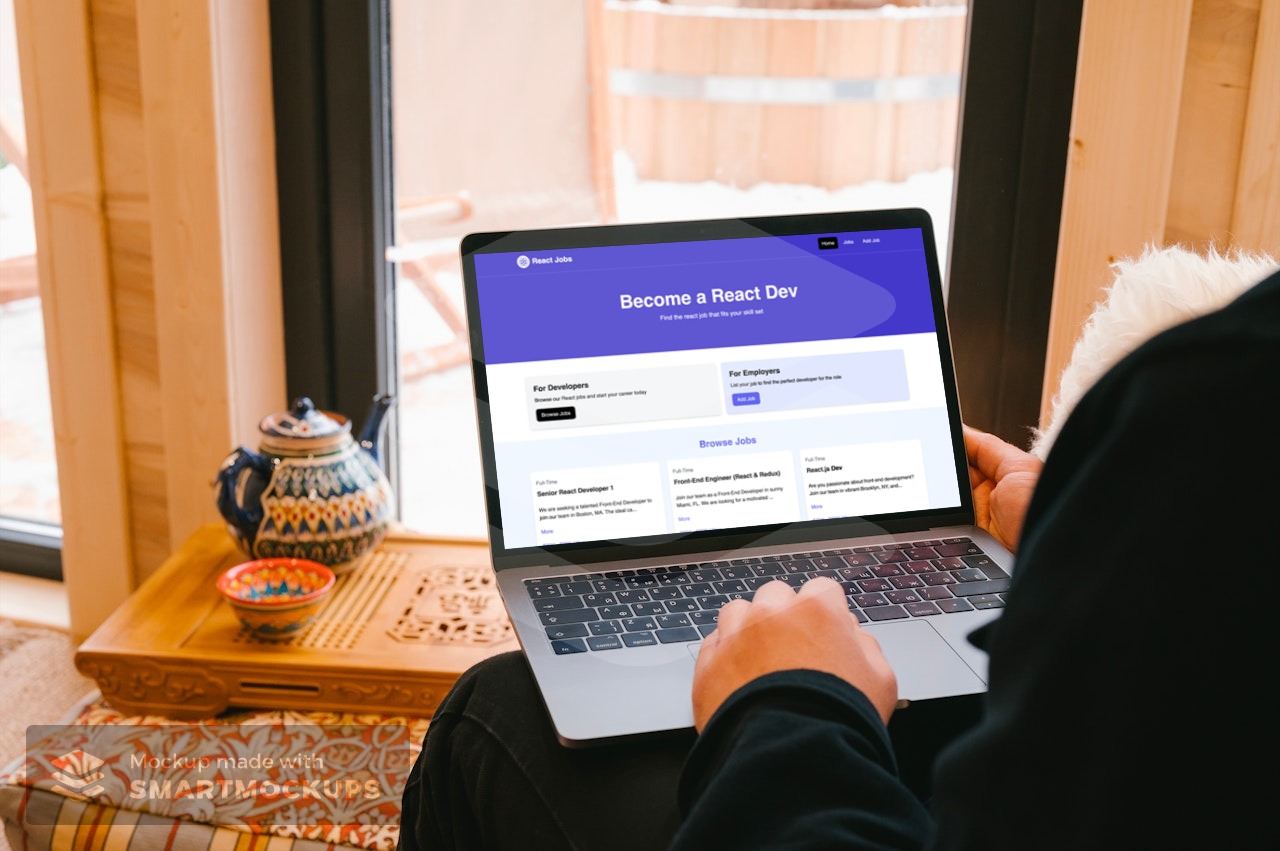 React Jobs
Home Jobs Add Job
Become a React Dev
Find the react job that fits your skill set
For Developers
Browse our React jobs and start your career today
Browse Jobs
For Employers
List your job to find the perfect developer for the role
Add Job
Browse Jobs
Full-Time
Senior React Developer 1
We are seeking a talented Front-End Developer to
join our team in Boston, MA. The ideal ca...
More
Full-Time
Front-End Engineer (React & Redux)
Join our team as a Front-End Developer in sunny
Miami, FL. We are looking for a motivated ...
More
Full-Time
React.js Dev
Are you passionate about front-end development?
Join our team in vibrant Brooklyn, NY, and...
More
control option
Mockup made with
SMARTMOCKUPS